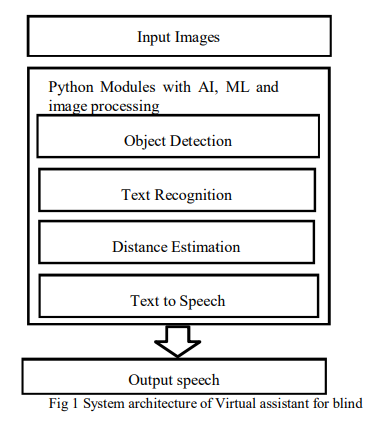 Input Images
Python Modules with AI, ML and
image processing
Object Detection
Text Recognition
Distance Estimation
Text to Speech
Output speech
Fig 1 System architecture of Virtual assistant for blind